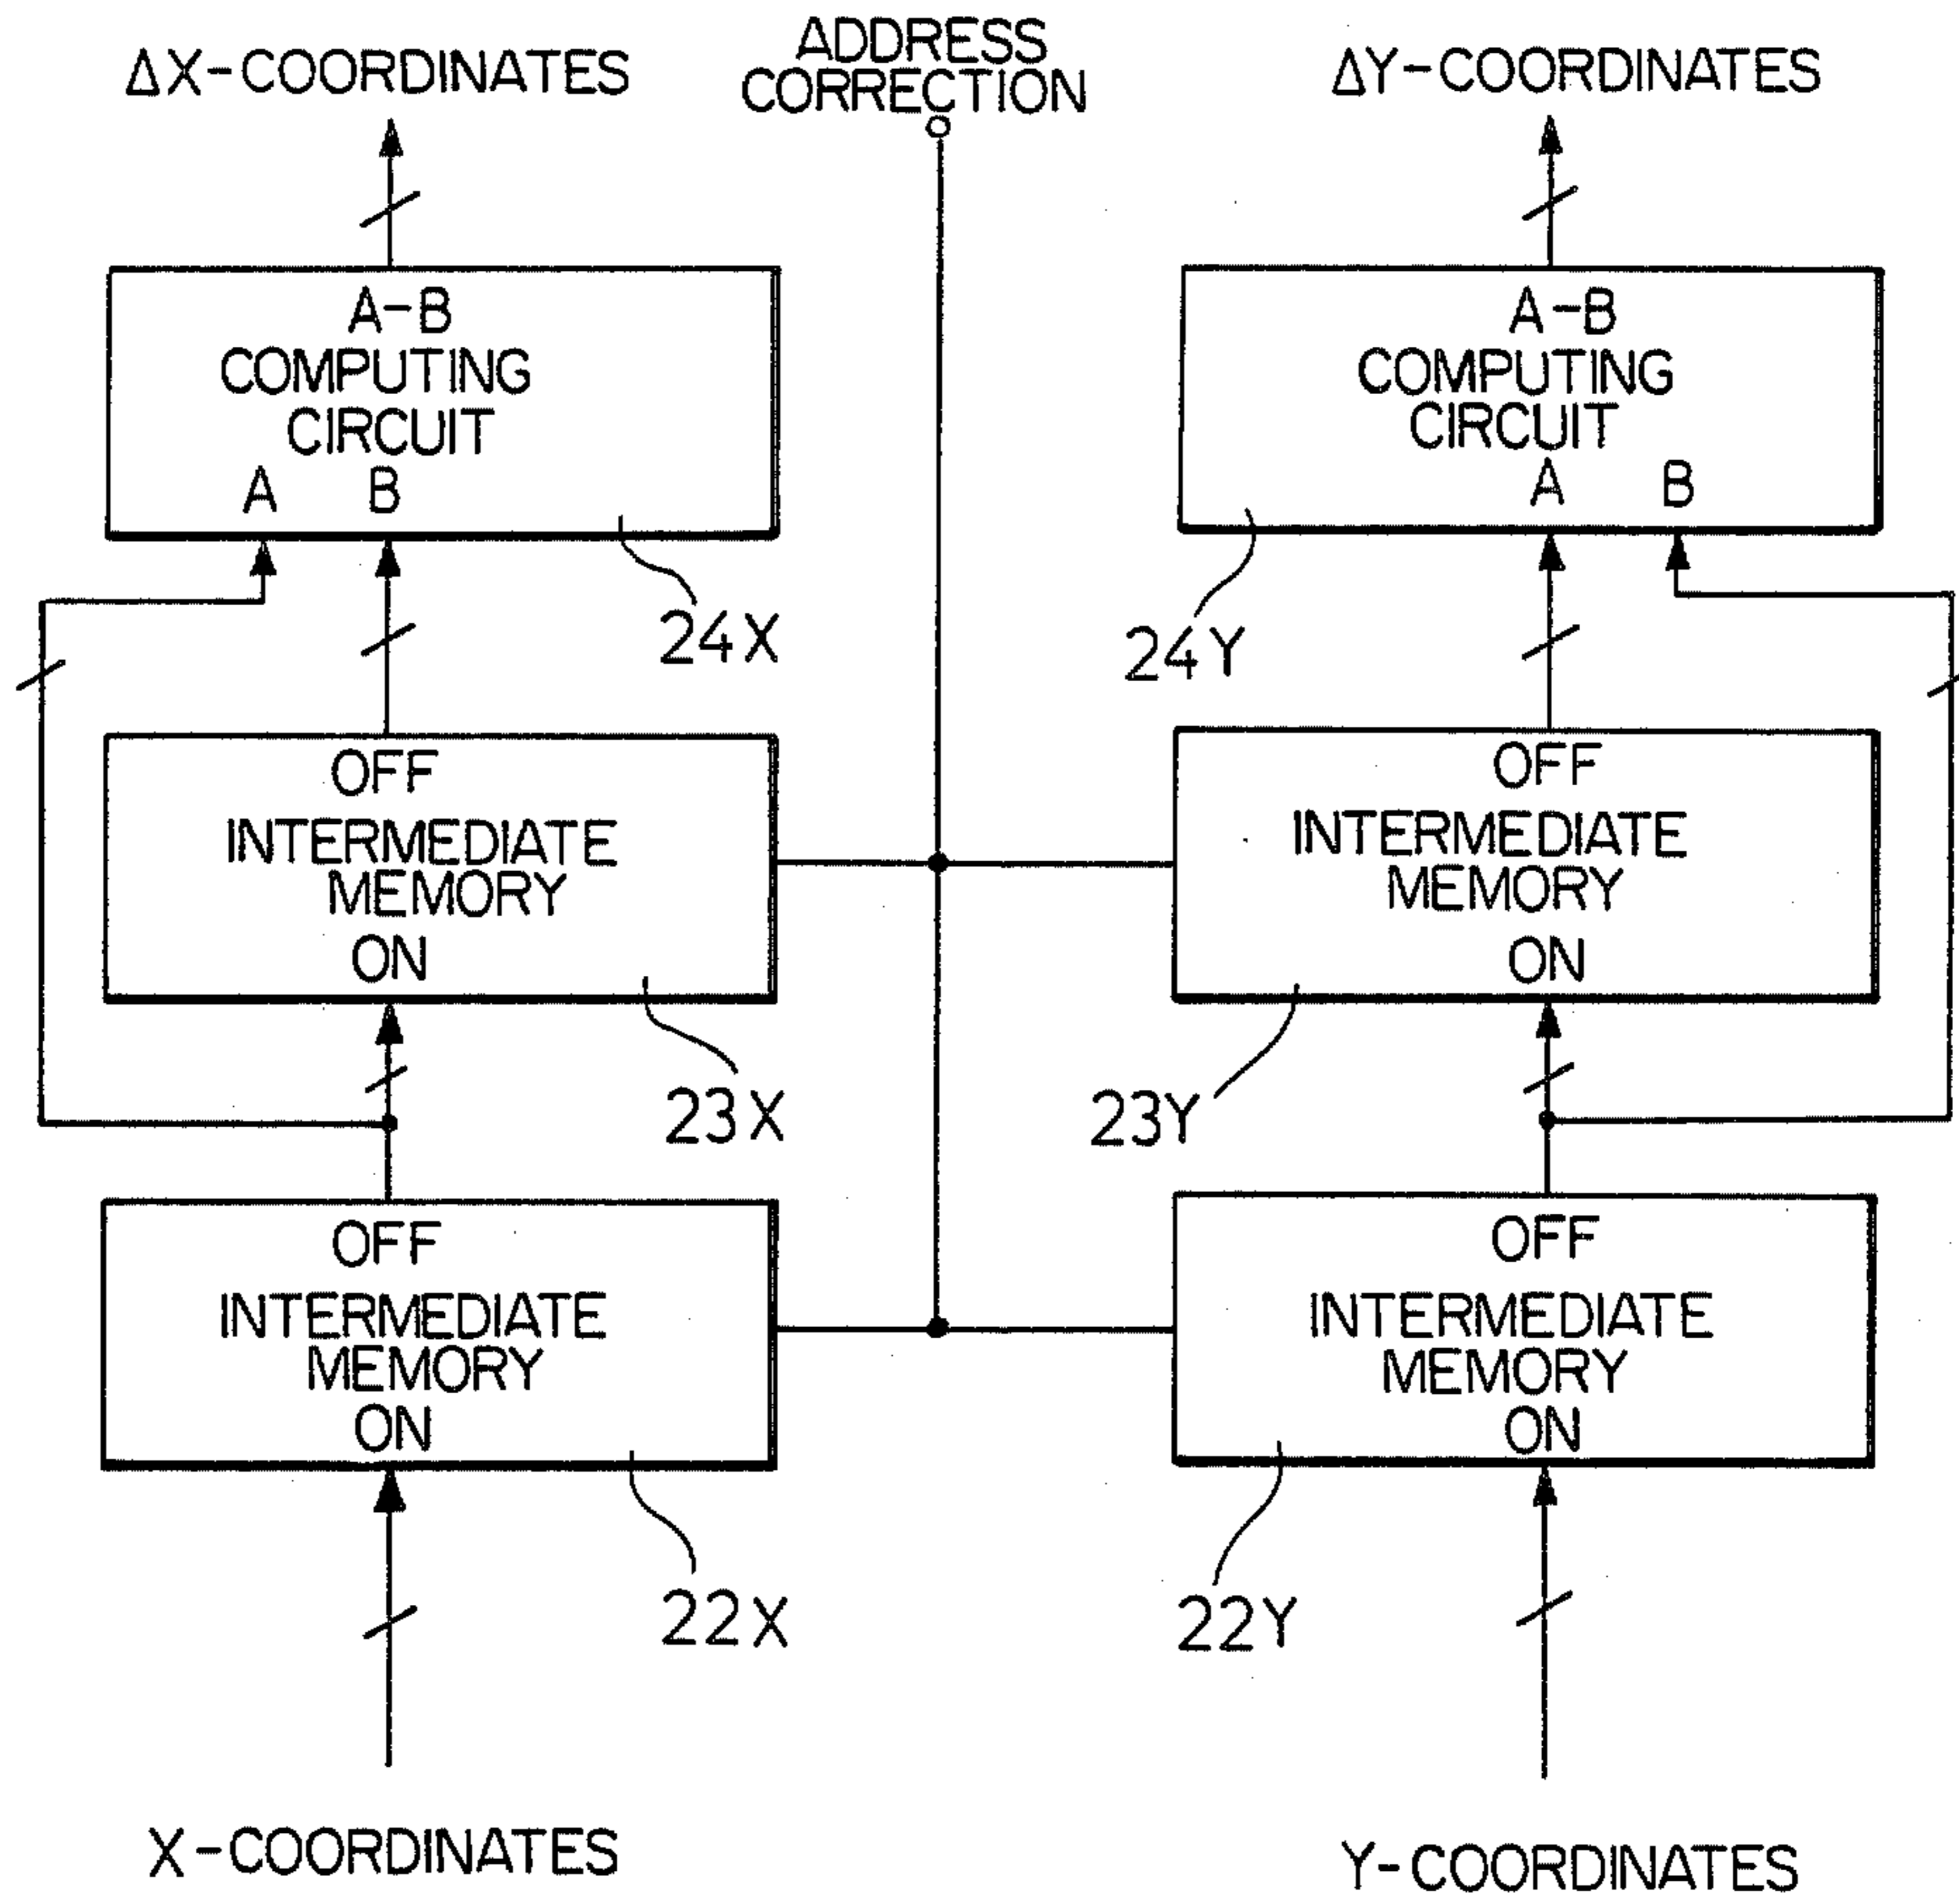 ΔX-COORDINATES
ADDRESS
CORRECTION
ΔY-COORDINATES
A-B
COMPUTING
CIRCUIT
A B
24X
A-B
COMPUTING
CIRCUIT
A B
24Y
OFF
INTERMEDIATE
MEMORY
ON
23X
OFF
INTERMEDIATE
MEMORY
ON
23Y
OFF
INTERMEDIATE
MEMORY
ON
22X
OFF
INTERMEDIATE
MEMORY
ON
22Y
X-COORDINATES
Y-COORDINATES